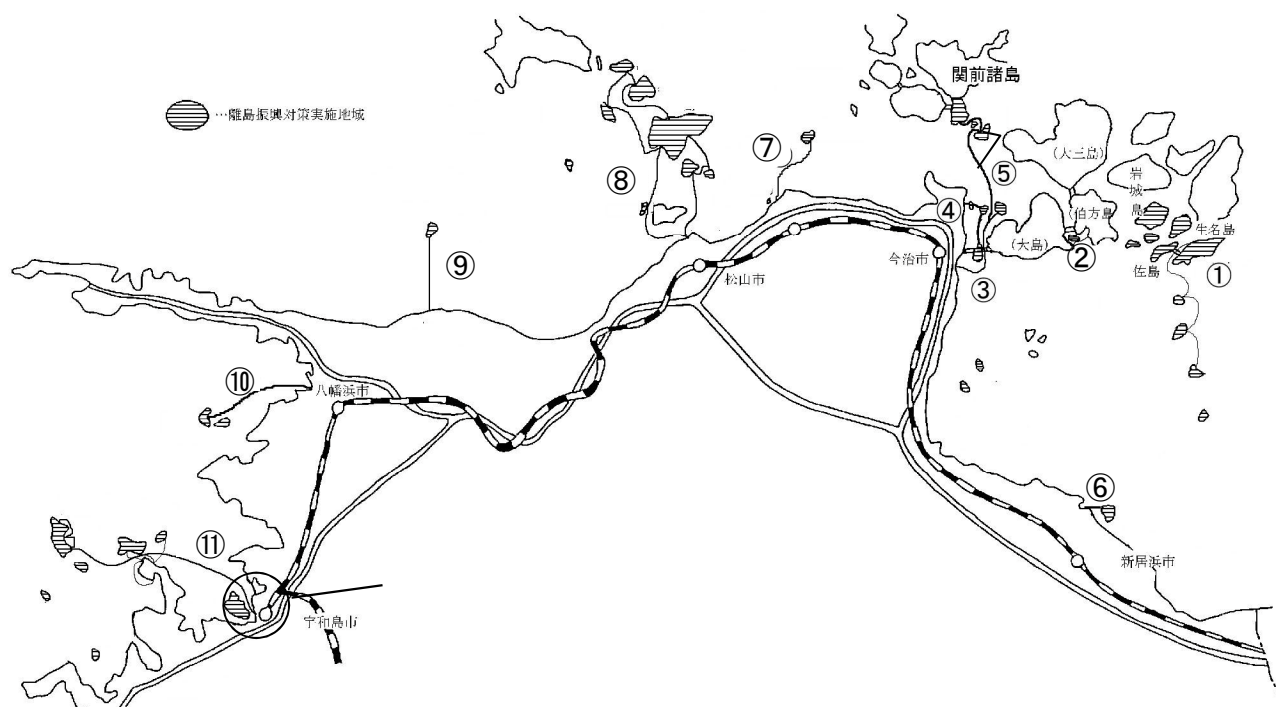 関前諸島
…離島振興対策実施地域
⑦
(大三島)
⑤
岩城島
⑧
④
伯方島
生名島
(大島)
⑨
今治市
②
佐島
①
松山市
③
⑩
八幡浜市
⑥
⑪
新居浜市
宇和島市